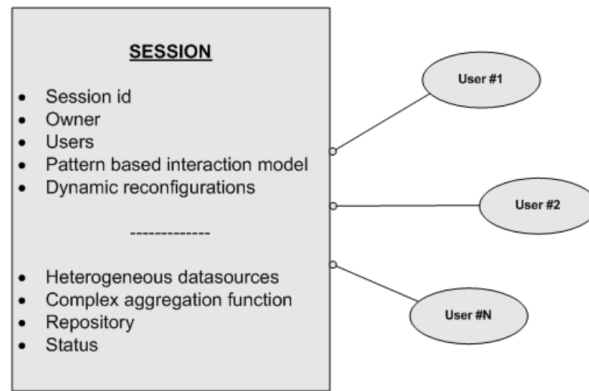 SESSION
• Session id
• Owner
• Users
• Pattern based interaction model
• Dynamic reconfigurations
-------------
• Heterogeneous datasources
• Complex aggregation function
• Repository
• Status
User #1
User #2
User #N